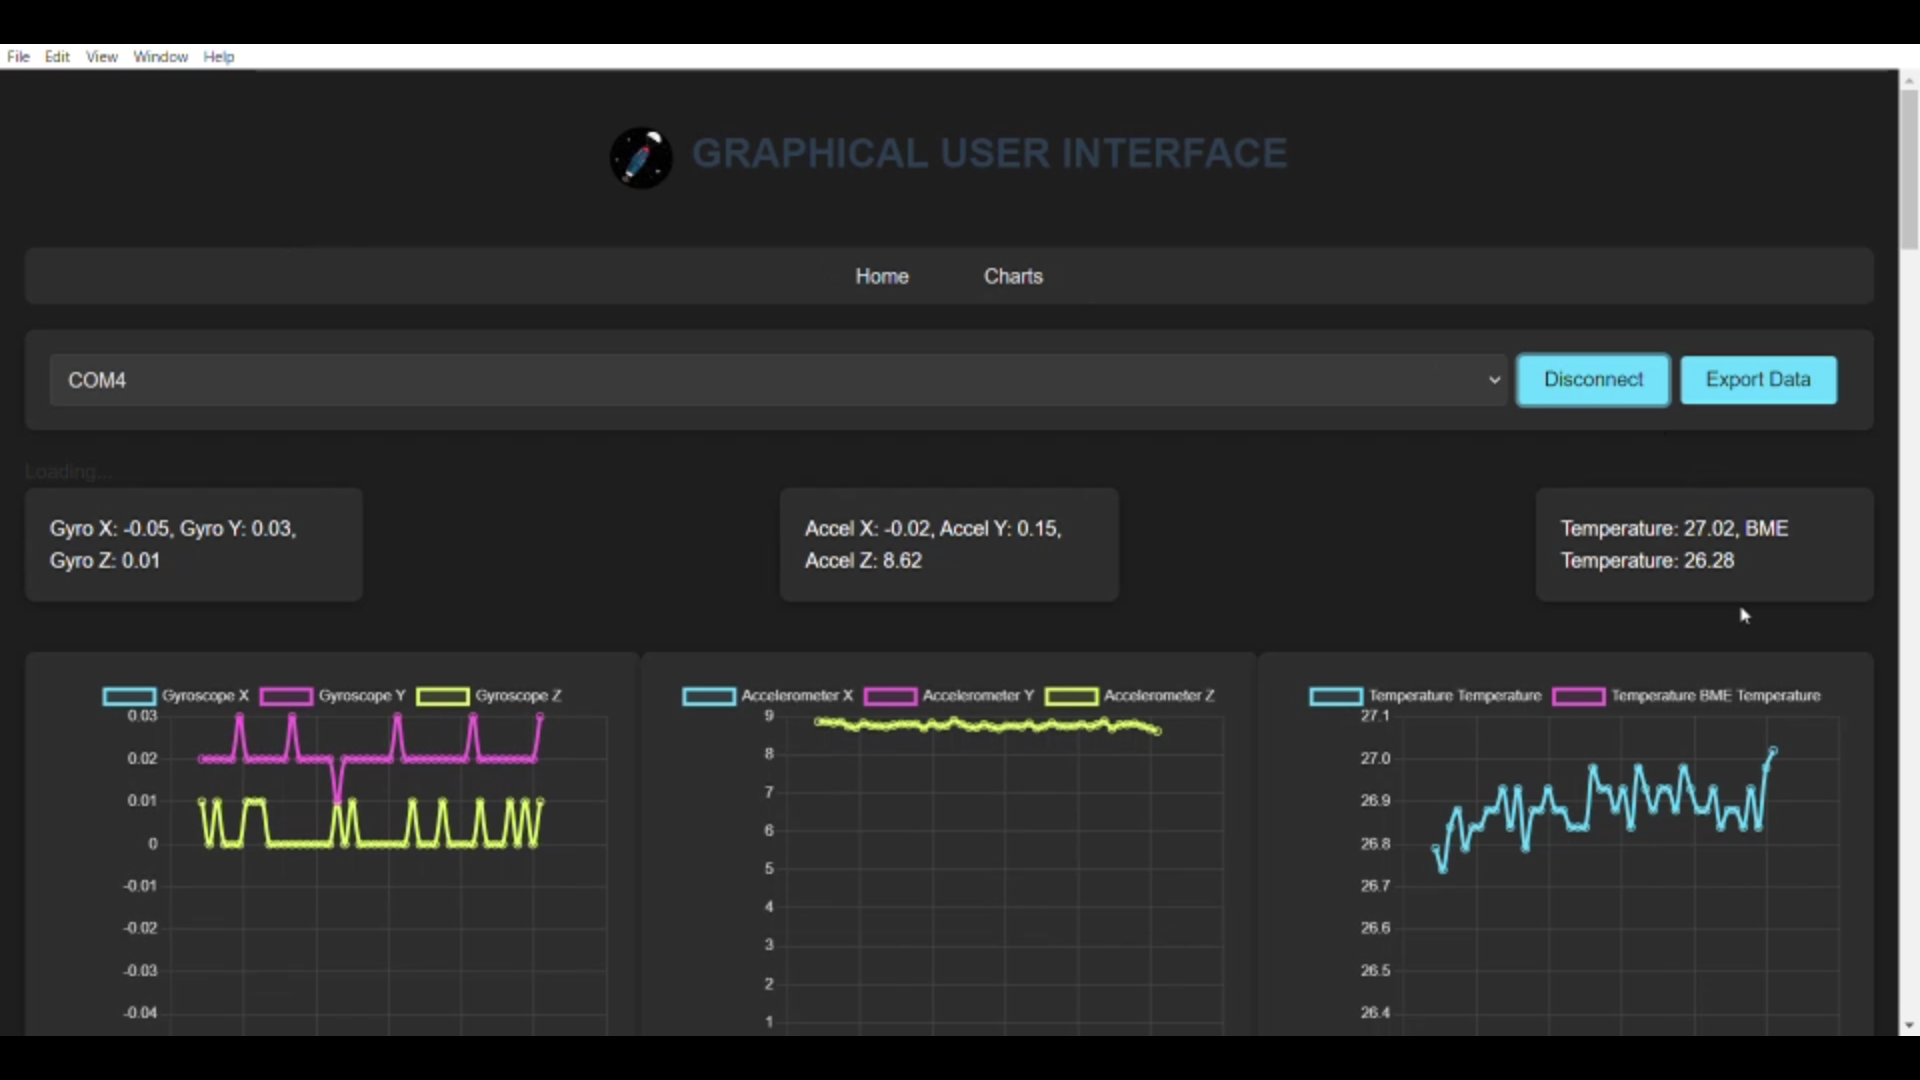 File Edit View Window Help
GRAPHICAL USER INTERFACE
Home Charts
COM4 Disconnect Export Data
Loading...
Gyro X: -0.05, Gyro Y: 0.03,
Gyro Z: 0.01
Accel X: -0.02, Accel Y: 0.15,
Accel Z: 8.62
Temperature: 27.02, BME
Temperature: 26.28
Gyroscope X Gyroscope Y Gyroscope Z
0.03
0.02
0.01
0
-0.01
-0.02
-0.03
-0.04
Accelerometer X Accelerometer Y Accelerometer Z
9
8
7
6
5
4
3
2
1
Temperature Temperature Temperature BME Temperature
27.1
27.0
26.9
26.8
26.7
26.6
26.5
26.4